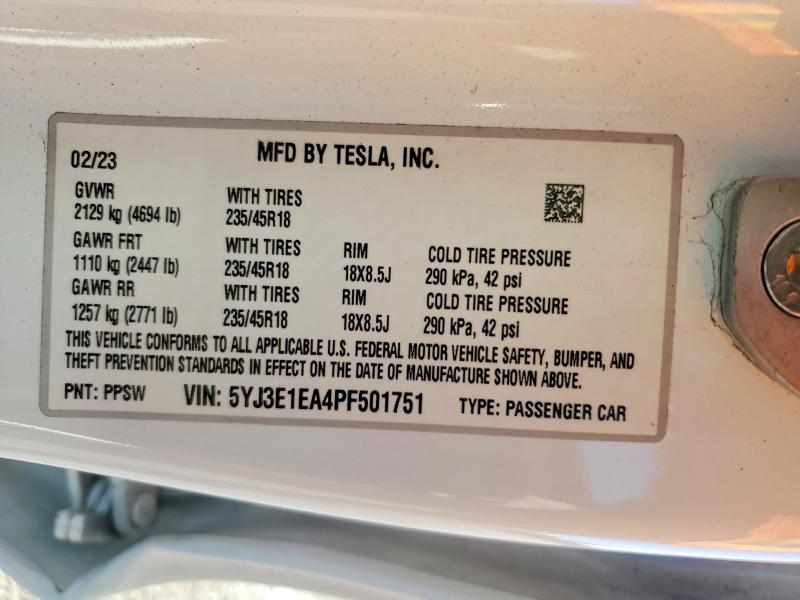 02/23 MFD BY TESLA, INC.
GVWR
2129 kg (4694 lb)
WITH TIRES
235/45R18
GAWR FRT
1110 kg (2447 lb)
WITH TIRES
235/45R18
RIM
18X8.5J
COLD TIRE PRESSURE
290 kPa, 42 psi
GAWR RR
1257 kg (2771 lb)
WITH TIRES
235/45R18
RIM
18X8.5J
COLD TIRE PRESSURE
290 kPa, 42 psi
THIS VEHICLE CONFORMS TO ALL APPLICABLE U.S. FEDERAL MOTOR VEHICLE SAFETY, BUMPER, AND
THEFT PREVENTION STANDARDS IN EFFECT ON THE DATE OF MANUFACTURE SHOWN ABOVE.
PNT: PPSW VIN: 5YJ3E1EA4PF501751 TYPE: PASSENGER CAR